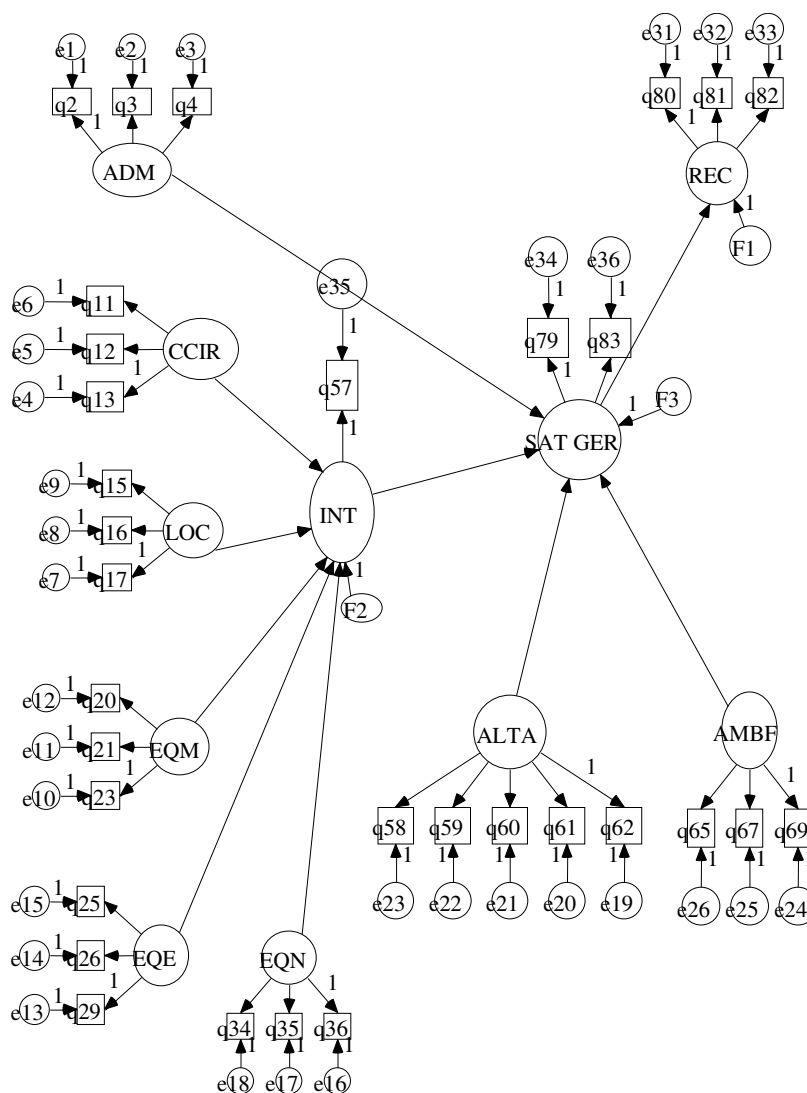 e1 e2 e3
1 1 1
q2 q3 q4
1
ADM
e31 e32 e33
1 1 1
q80 q81 q82
1
REC
1
F1
e34 e36
1 1
q79 q83
1
SAT GER
1
F3
e35
1
q57
1
INT
1
F2
e6 1 q11
e5 1 q12
e4 1 q13
1
CCIR
e9 1 q15
e8 1 q16
e7 1 q17
1
LOC
e12 1 q20
e11 1 q21
e10 1 q23
1
EQM
e15 1 q25
e14 1 q26
e13 1 q29
1
EQE
EQN
1
q34 q35 q36
1 1 1
e18 e17 e16
ALTA
1
q58 q59 q60 q61 q62
1 1 1 1 1
e23 e22 e21 e20 e19
AMBF
1
q65 q67 q69
1 1 1
e26 e25 e24